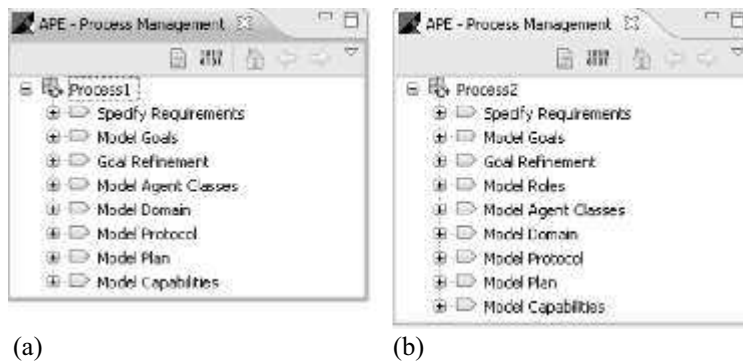 APE - Process Management
Process1
Specify Requirements
Model Goals
Goal Refinement
Model Agent Classes
Model Domain
Model Protocol
Model Plan
Model Capabilities
(a)
APE - Process Management
Process2
Specify Requirements
Model Goals
Goal Refinement
Model Roles
Model Agent Classes
Model Domain
Model Protocol
Model Plan
Model Capabilities
(b)